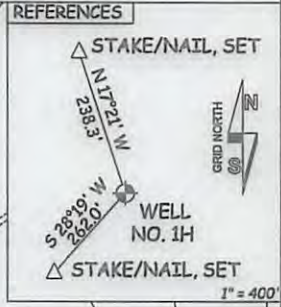 REFERENCES
STAKE/NAIL, SET
N 17°21' W
238.3'
GRID NORTH
N
S
S 28°19' W
262.0'
WELL
NO. 1H
STAKE/NAIL, SET
1" = 400'